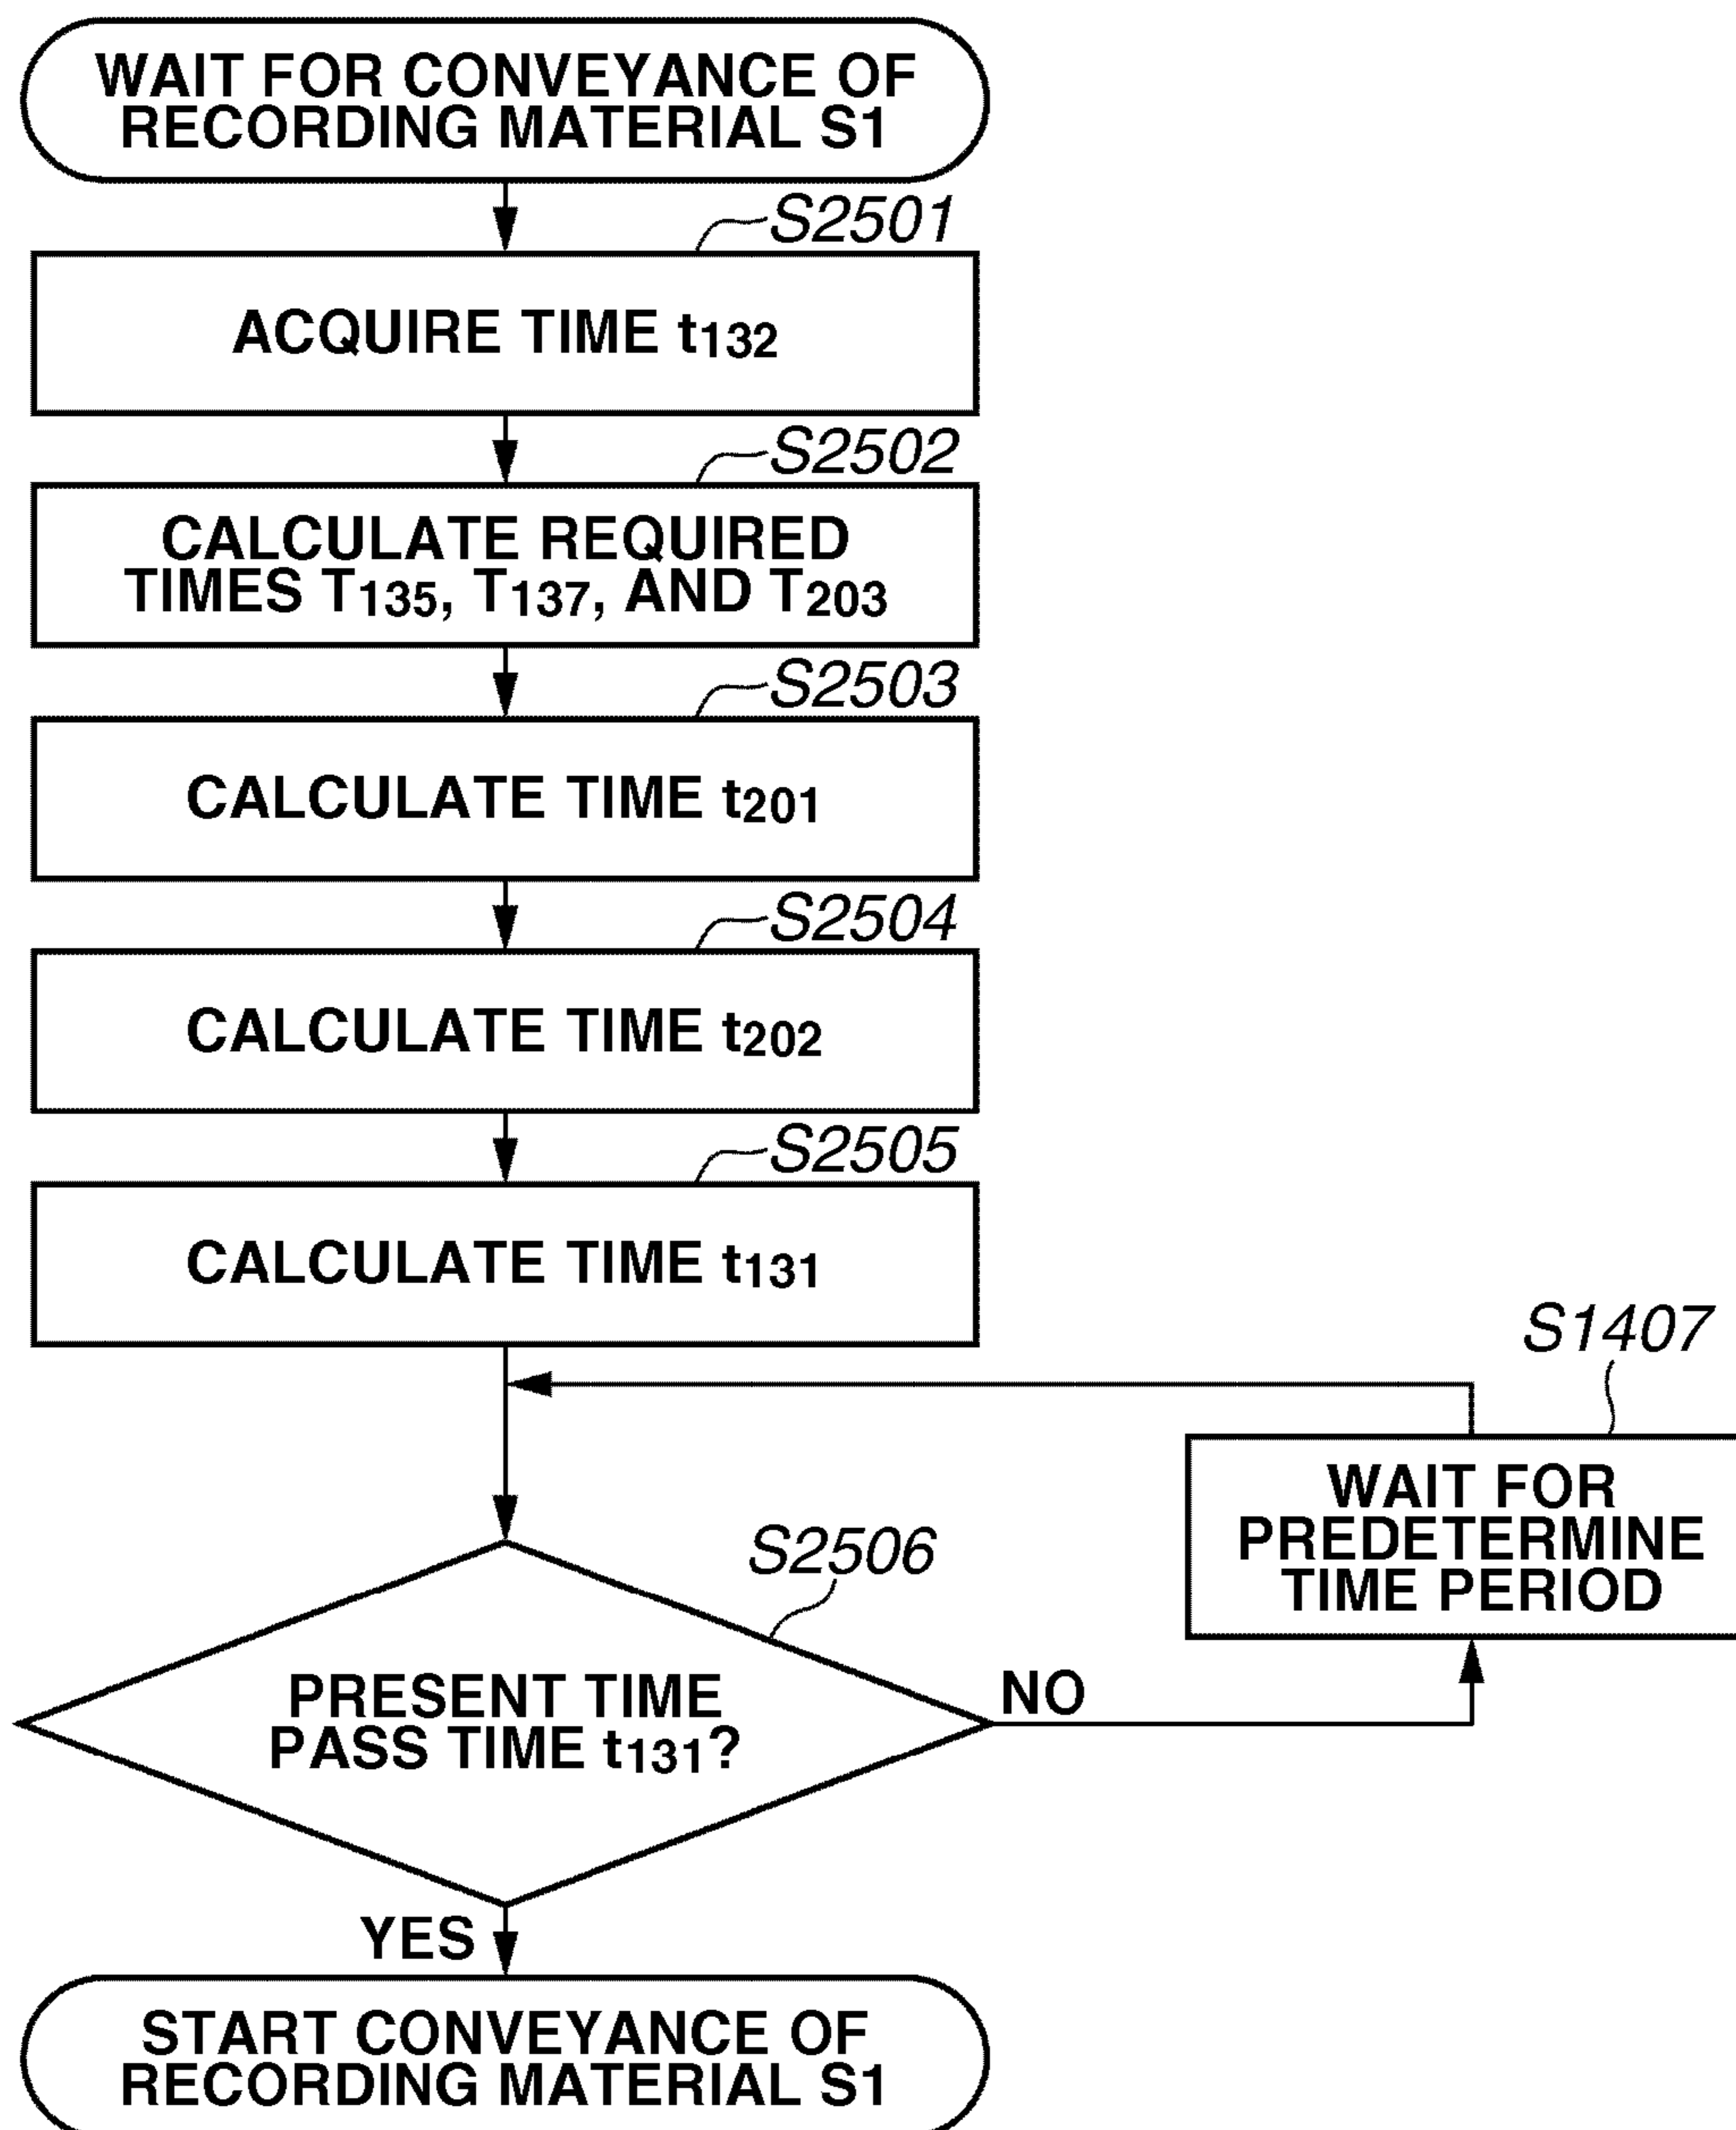 WAIT FOR CONVEYANCE OF
RECORDING MATERIAL S1
S2501
ACQUIRE TIME t132
S2502
CALCULATE REQUIRED
TIMES T135, T137, AND T203
S2503
CALCULATE TIME t201
S2504
CALCULATE TIME t202
S2505
CALCULATE TIME t131
S1407
WAIT FOR
PREDETERMINE
TIME PERIOD
S2506
PRESENT TIME
PASS TIME t131?
NO
YES
START CONVEYANCE OF
RECORDING MATERIAL S1